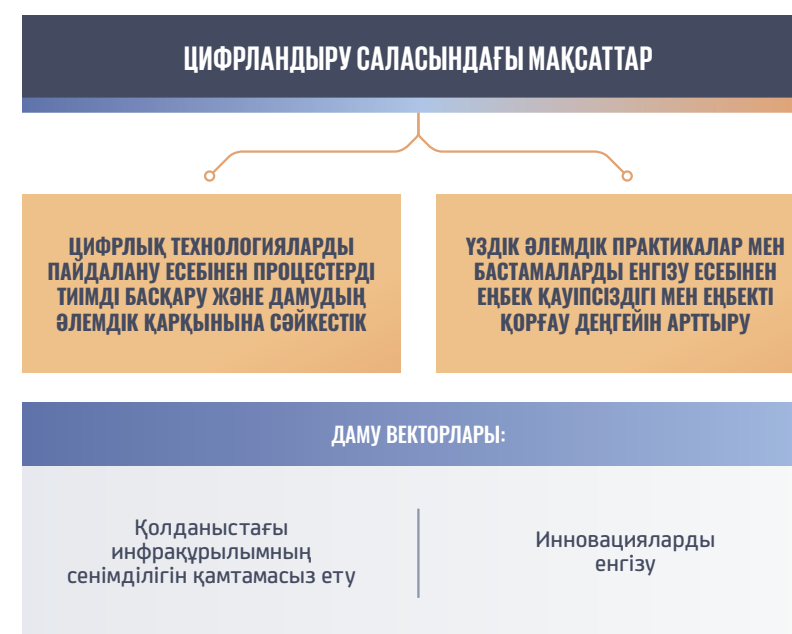 ЦИФРЛАНДЫРУ САЛАСЫНДАҒЫ МАҚСАТТАР
ЦИФРЛЫҚ ТЕХНОЛОГИЯЛАРДЫ
ПАЙДАЛАНУ ЕСЕБІНЕН ПРОЦЕСТЕРДІ
ТИІМДІ БАСҚАРУ ЖӘНЕ ДАМУДЫҢ
ӘЛЕМДІК ҚАРҚЫНЫНА СӘЙКЕСТІК
ҮЗДІК ӘЛЕМДІК ПРАКТИКАЛАР МЕН
БАСТАМАЛАРДЫ ЕНГІЗУ ЕСЕБІНЕН
ЕҢБЕК ҚАУІПСІЗДІГІ МЕН ЕҢБЕКТІ
ҚОРҒАУ ДЕҢГЕЙІН АРТТЫРУ
ДАМУ ВЕКТОРЛАРЫ:
Қолданыстағы
инфрақұрылымның
сенімділігін қамтамасыз ету
Инновацияларды
енгізу